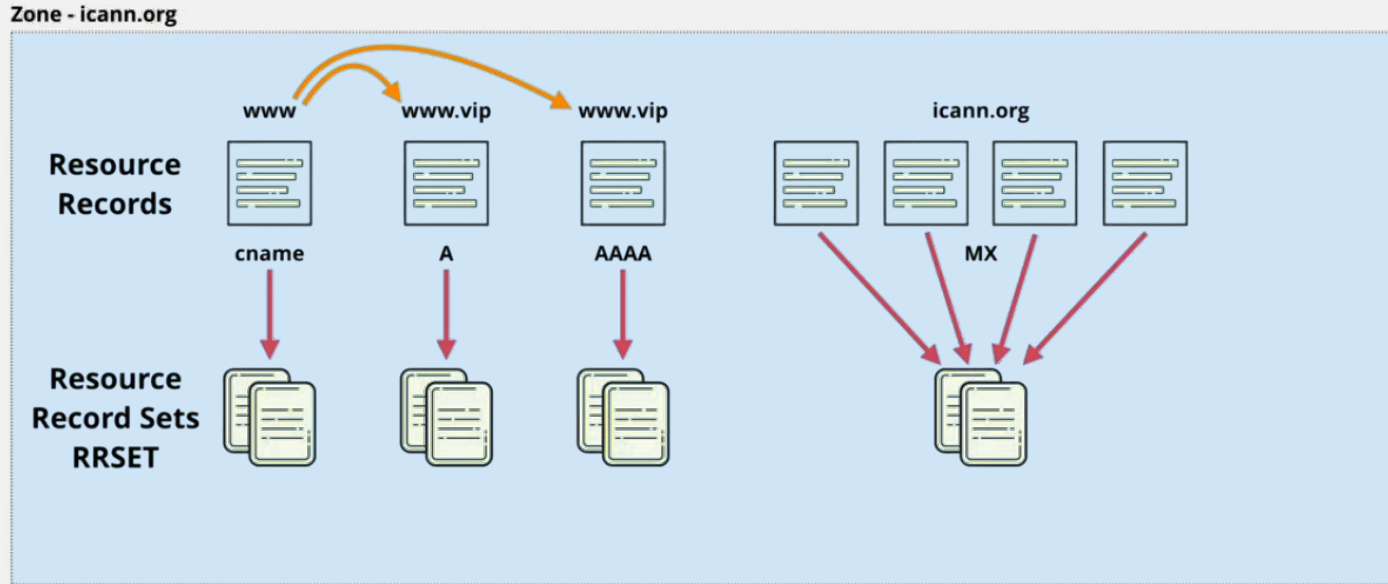 Zone - icann.org
www
www.vip
www.vip
icann.org
Resource
Records
cname
A
AAAA
MX
Resource
Record Sets
RRSET